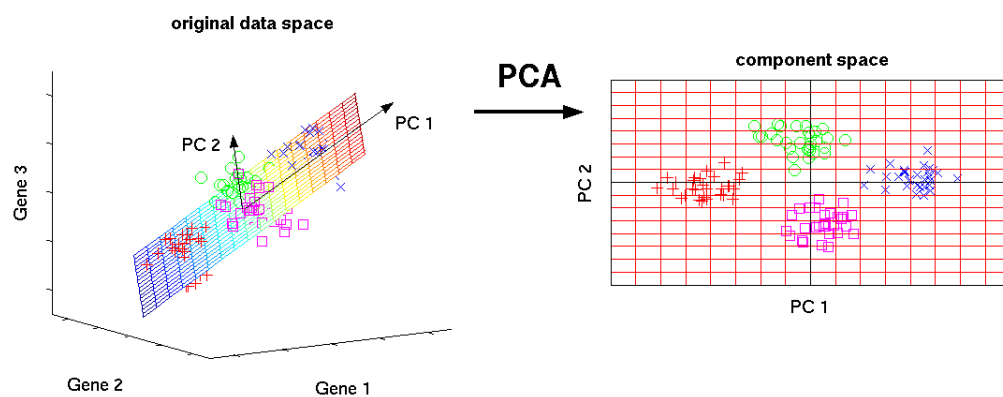 original data space
PC 1
PC 2
Gene 3
Gene 2
Gene 1
PCA
component space
PC 2
PC 1